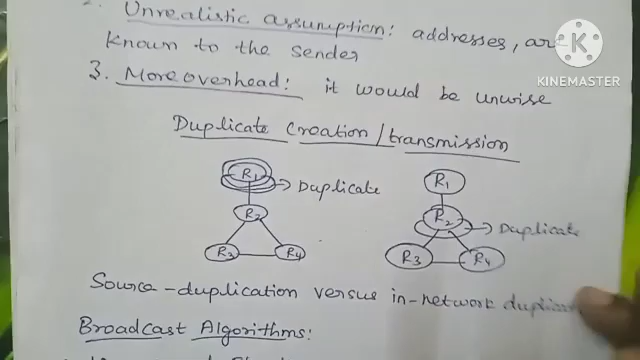 2. Unrealistic assumption: addresses, are
known to the sender
KINEMASTER
3. More overhead: it would be unwise
Duplicate Creation/transmission
R1
Duplicate
R2
R3 R4
R1
R2
Duplicate
R3 R4
Source-duplication versus in-network
Broadcast Algorithms: